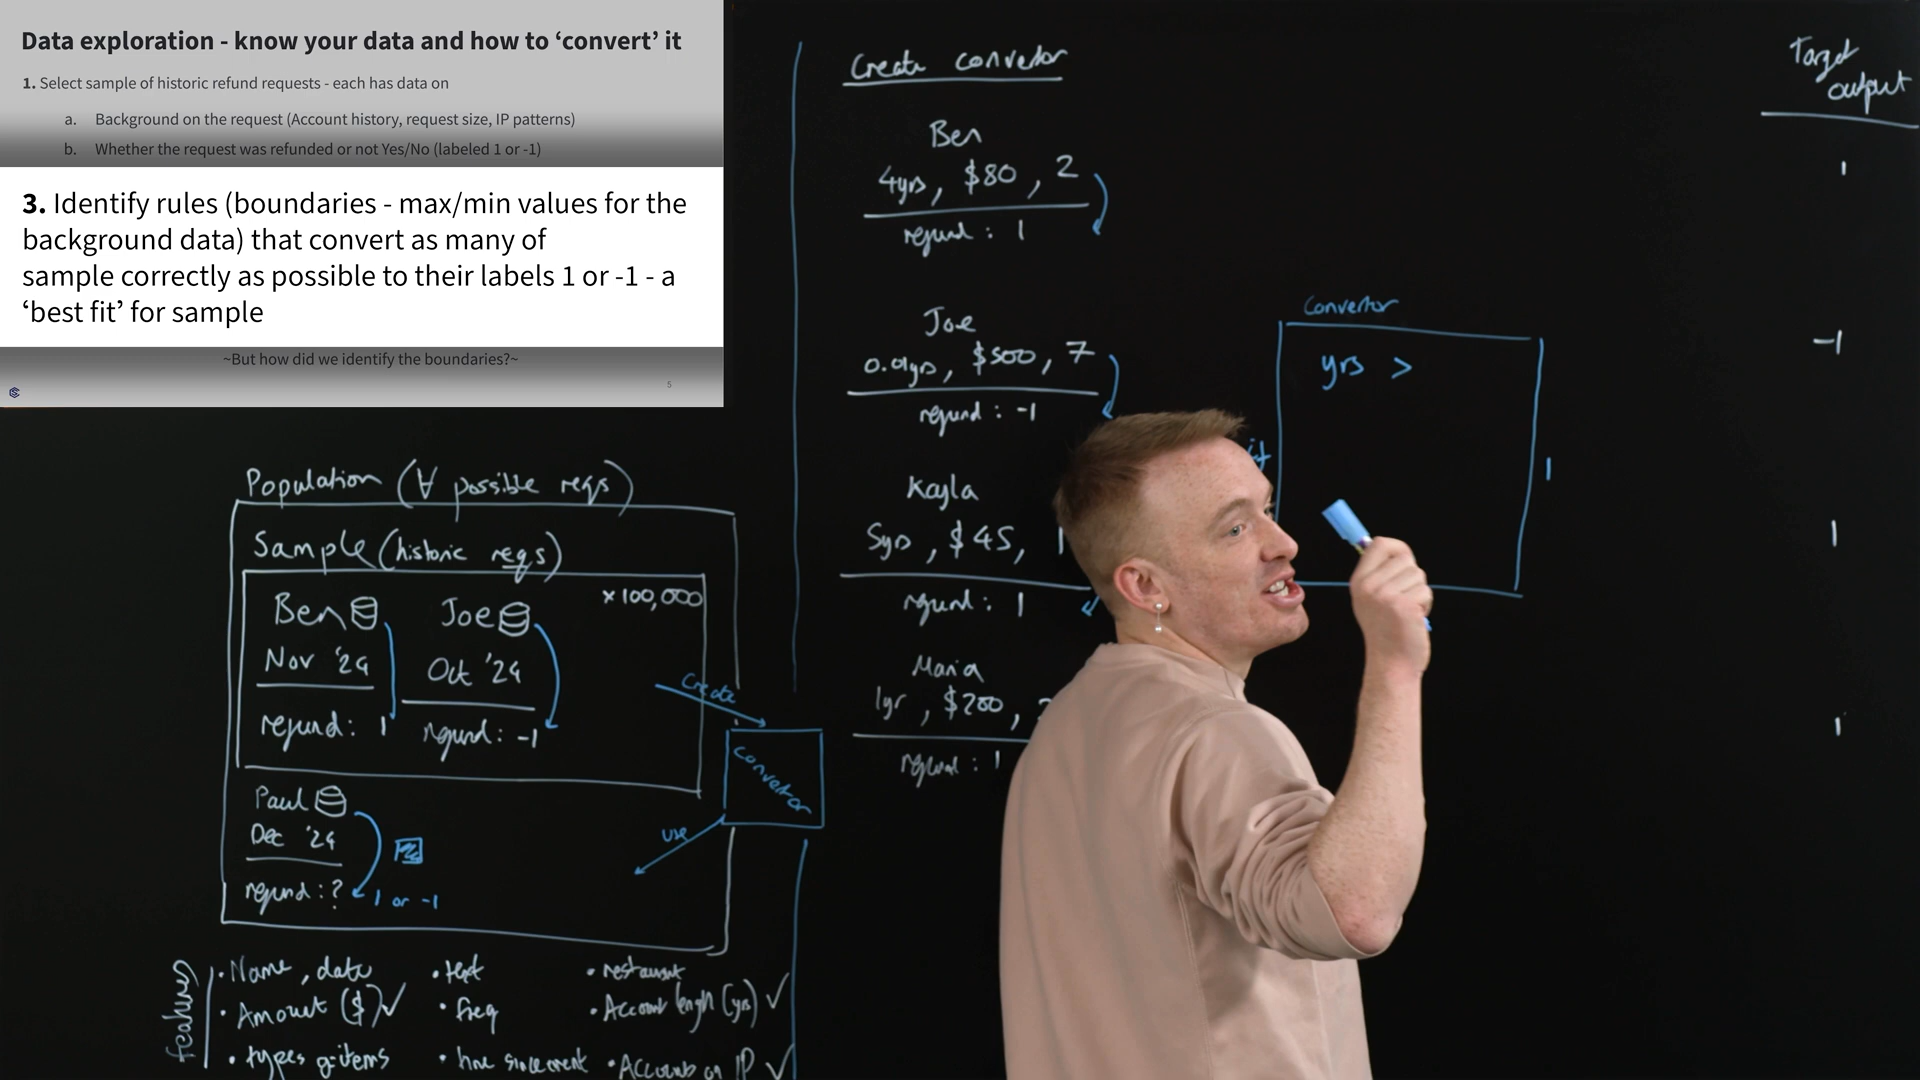 Data exploration - know your data and how to ‘convert’ it
1. Select sample of historic refund requests - each has data on
a. Background on the request (Account history, request size, IP patterns)
b. Whether the request was refunded or not Yes/No (labeled 1 or -1)
3. Identify rules (boundaries - max/min values for the
background data) that convert as many of
sample correctly as possible to their labels 1 or -1 - a
‘best fit’ for sample
~But how did we identify the boundaries?~
5
Population (∀ possible reqs)
Sample (historic reqs)
x 100,000
Ben
Nov '24
refund: 1
Joe
Oct '24
refund: -1
Paul
Dec '24
refund: ?
1 or -1
Create
Convertor
use
features
• Name, date
• Amount ($) ✓
• types of items
• text
• freq
• time since event
• restaurant
• Account length (yrs) ✓
• Accounts on IP ✓
Create convertor
Ben
4yrs, $80, 2
refund: 1
Joe
0.01yrs, $500, 7
refund: -1
Kayla
5yrs, $45, 1
refund: 1
Maria
1yr, $200,
refund: 1
Convertor
yrs >
1
Target
output
1
-1
1
1